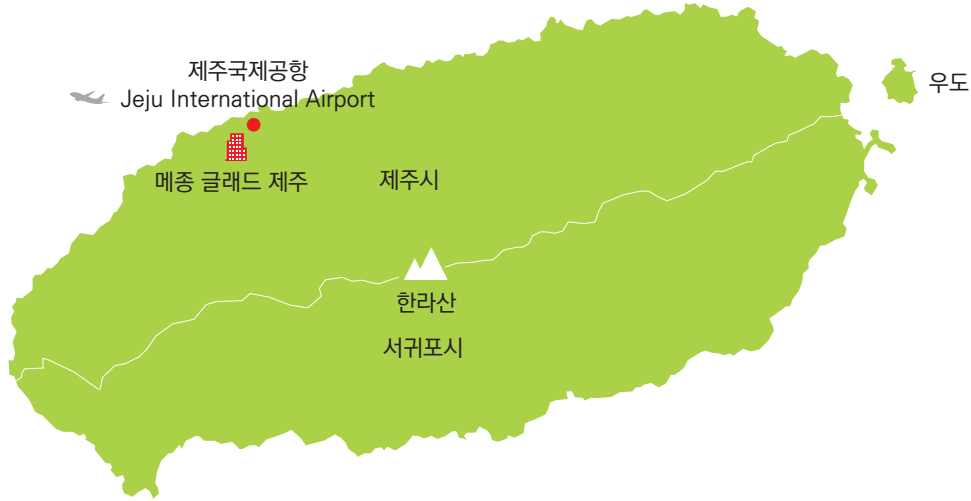 제주국제공항
Jeju International Airport
우도
메종 글래드 제주
제주시
한라산
서귀포시